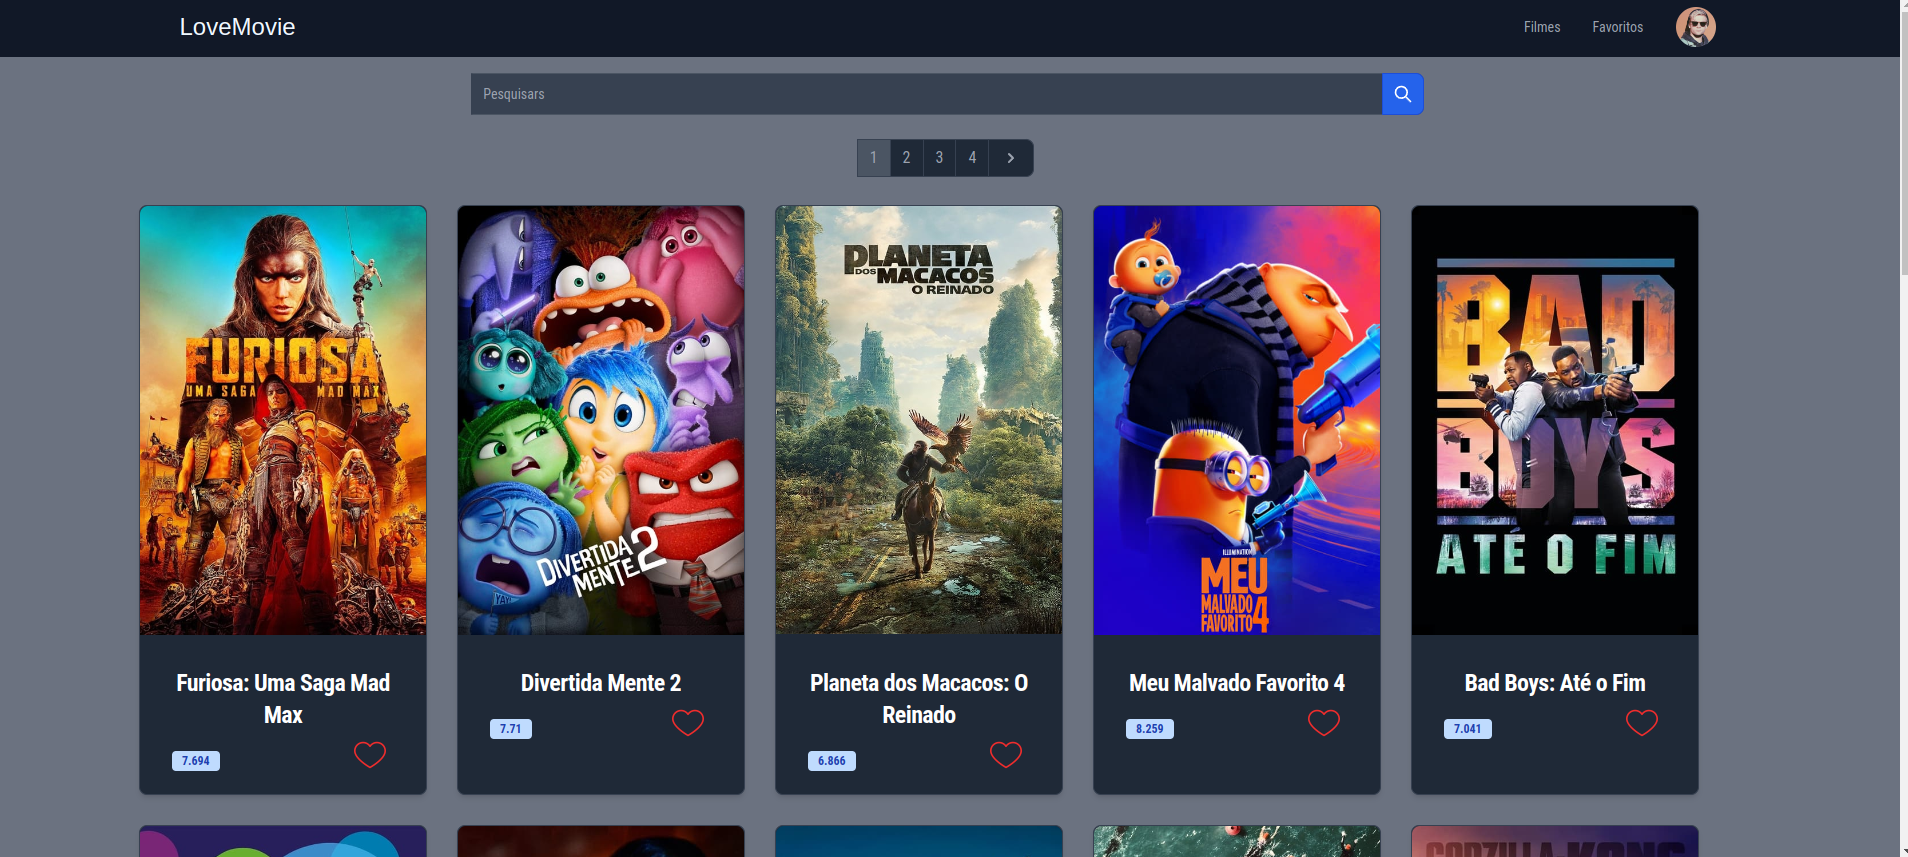 LoveMovie
Filmes
Favoritos
Pesquisars
1 2 3 4
FURIOSA
UMA SAGA MAD MAX
DIVERTIDA
MENTE 2
YAY!
PLANETA
DOS
MACACOS
O REINADO
ILLUMINATION
MEU
MALVADO
FAVORITO 4
BAD
BOYS
ATÉ O FIM
Furiosa: Uma Saga Mad
Max
7.694
Divertida Mente 2
7.71
Planeta dos Macacos: O
Reinado
6.866
Meu Malvado Favorito 4
8.259
Bad Boys: Até o Fim
7.041
GODZILLA KONG